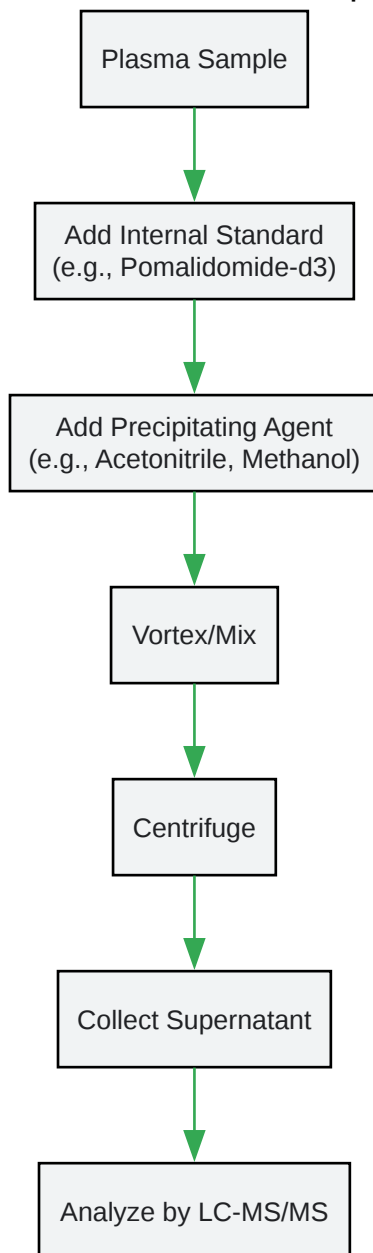 Plasma Sample
Add Internal Standard
(e.g., Pomalidomide-d3)
Add Precipitating Agent
(e.g., Acetonitrile, Methanol)
Vortex/Mix
Centrifuge
Collect Supernatant
Analyze by LC-MS/MS